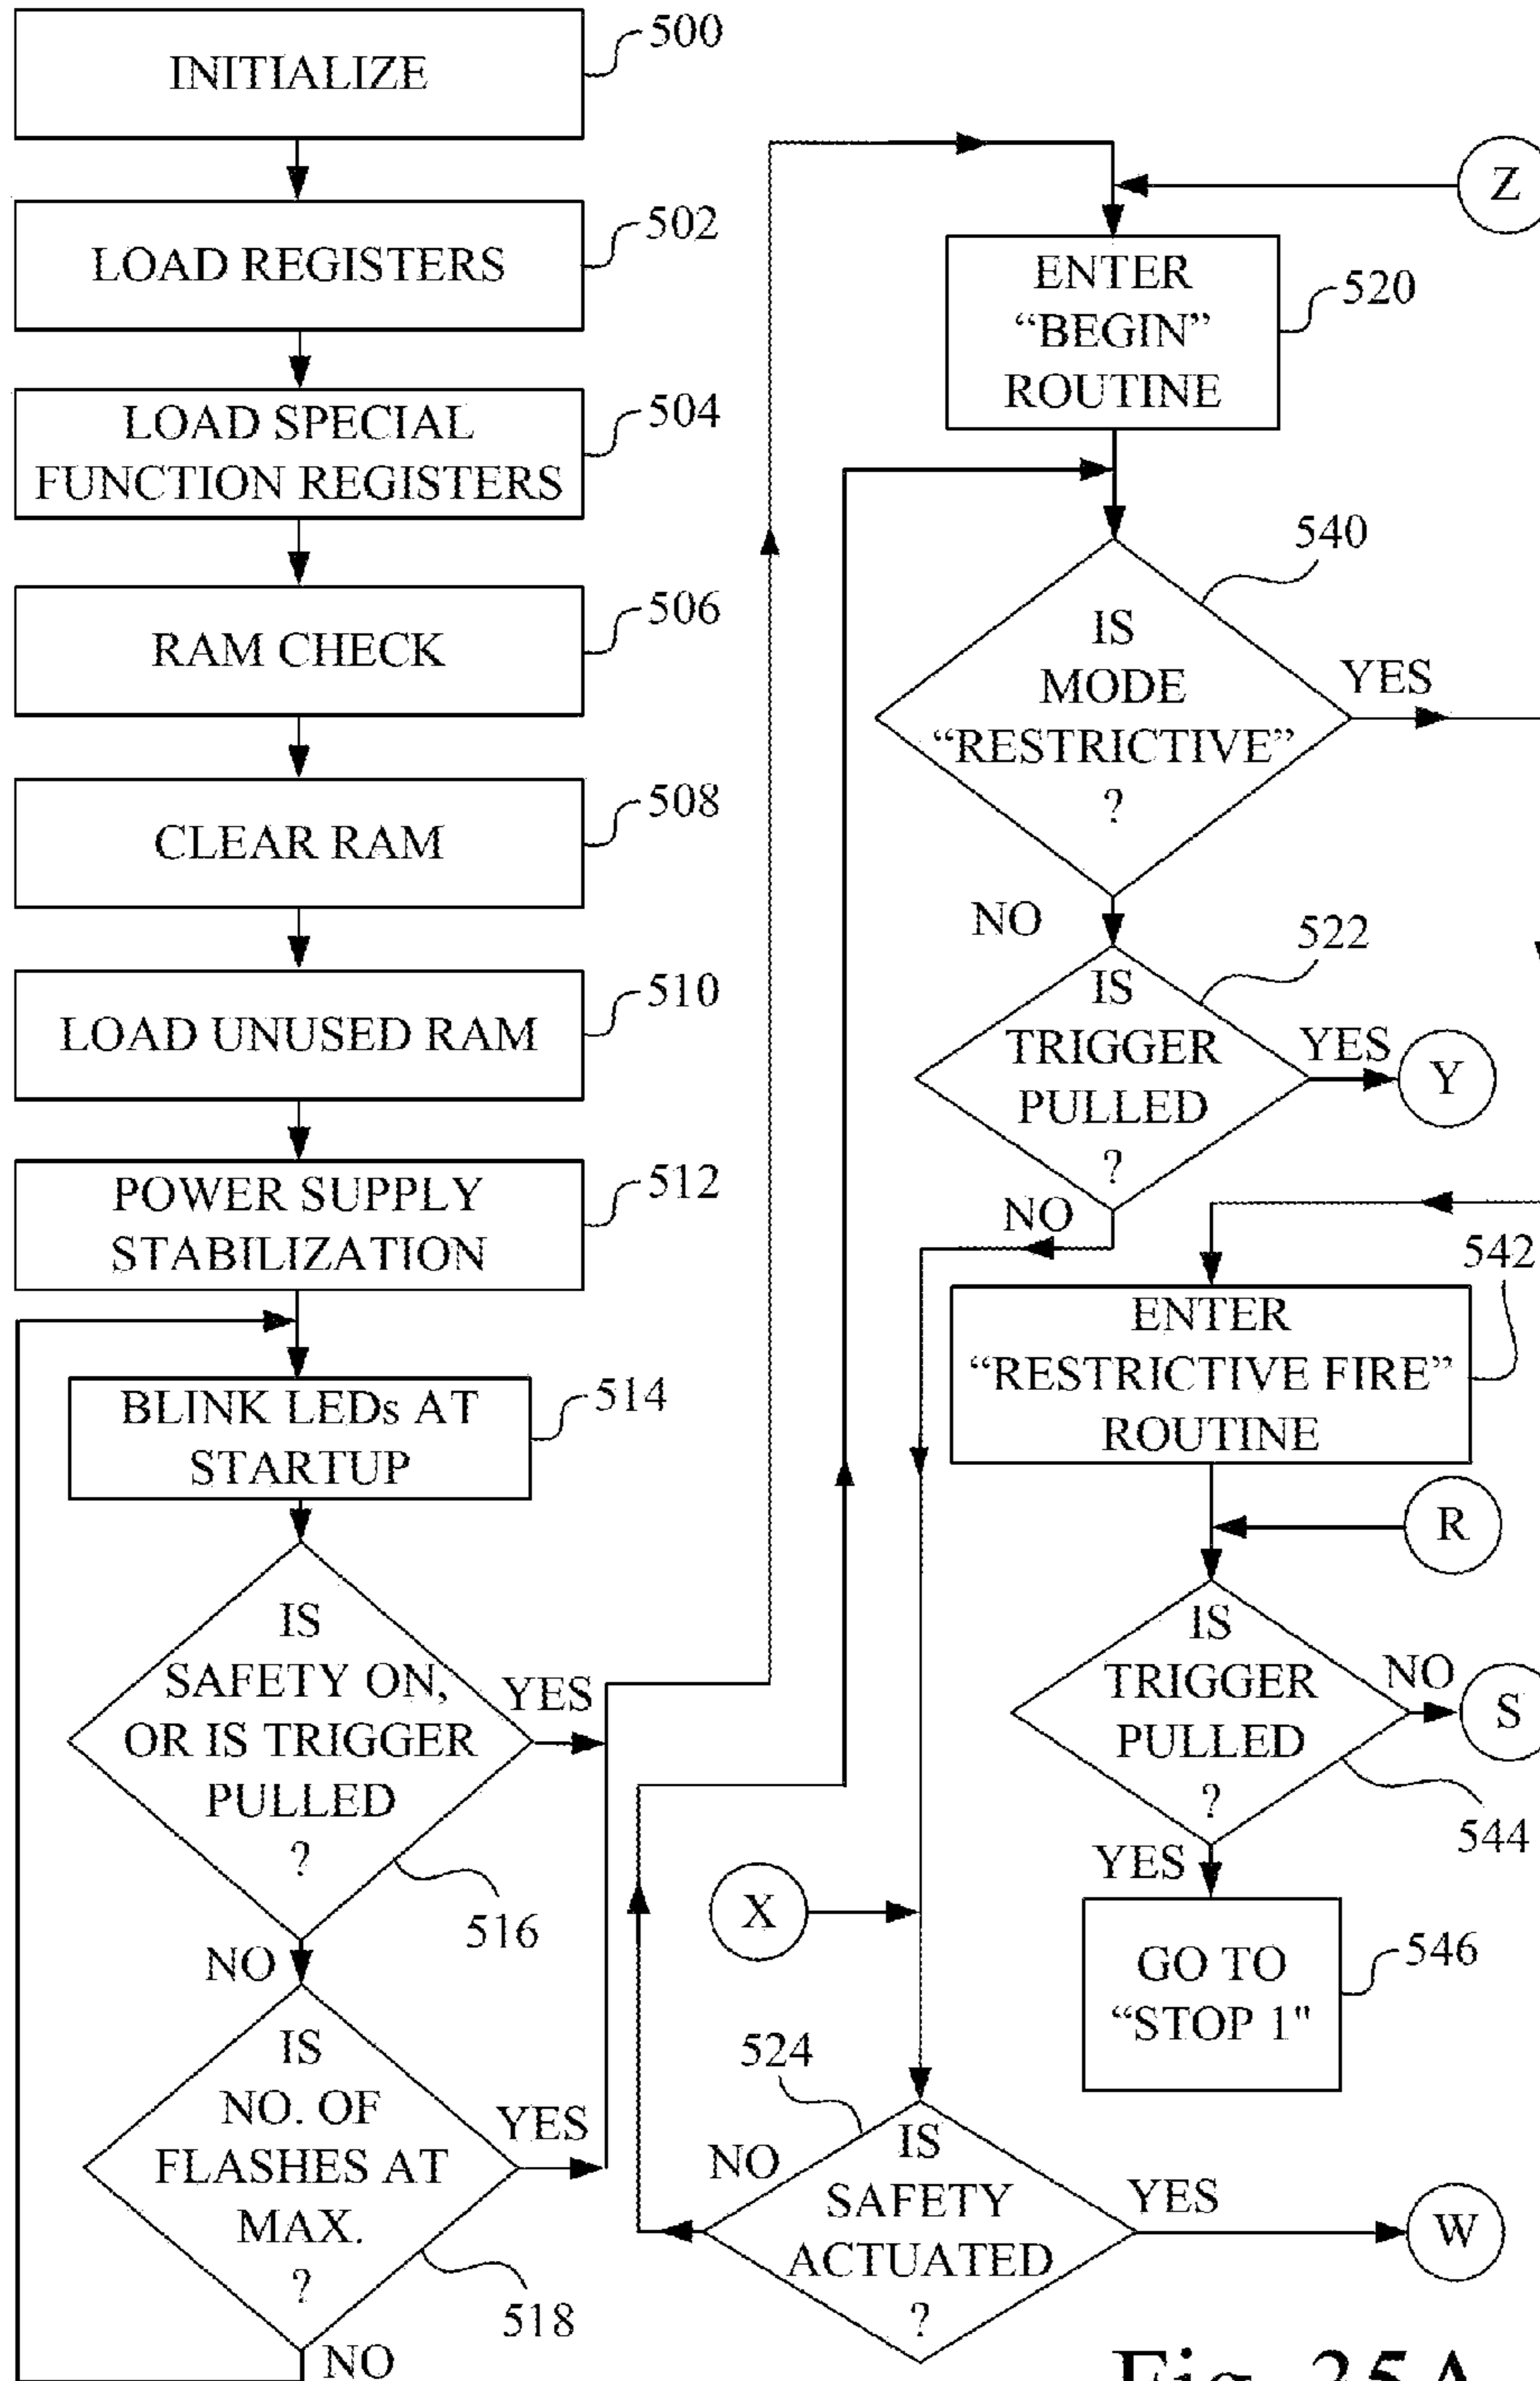 INITIALIZE
500
LOAD REGISTERS
502
LOAD SPECIAL
FUNCTION REGISTERS
504
RAM CHECK
506
CLEAR RAM
508
LOAD UNUSED RAM
510
POWER SUPPLY
STABILIZATION
512
BLINK LEDs AT
STARTUP
514
IS
SAFETY ON,
OR IS TRIGGER
PULLED
?
YES
516
NO
IS
NO. OF
FLASHES AT
MAX.
?
YES
518
NO
Z
ENTER
“BEGIN”
ROUTINE
520
540
IS
MODE
“RESTRICTIVE”
?
YES
NO
522
IS
TRIGGER
PULLED
?
YES
Y
NO
542
ENTER
“RESTRICTIVE FIRE”
ROUTINE
R
IS
TRIGGER
PULLED
?
NO
S
544
YES
GO TO
“STOP 1"
546
X
524
NO
IS
SAFETY
ACTUATED
?
YES
W
Fig. 35A